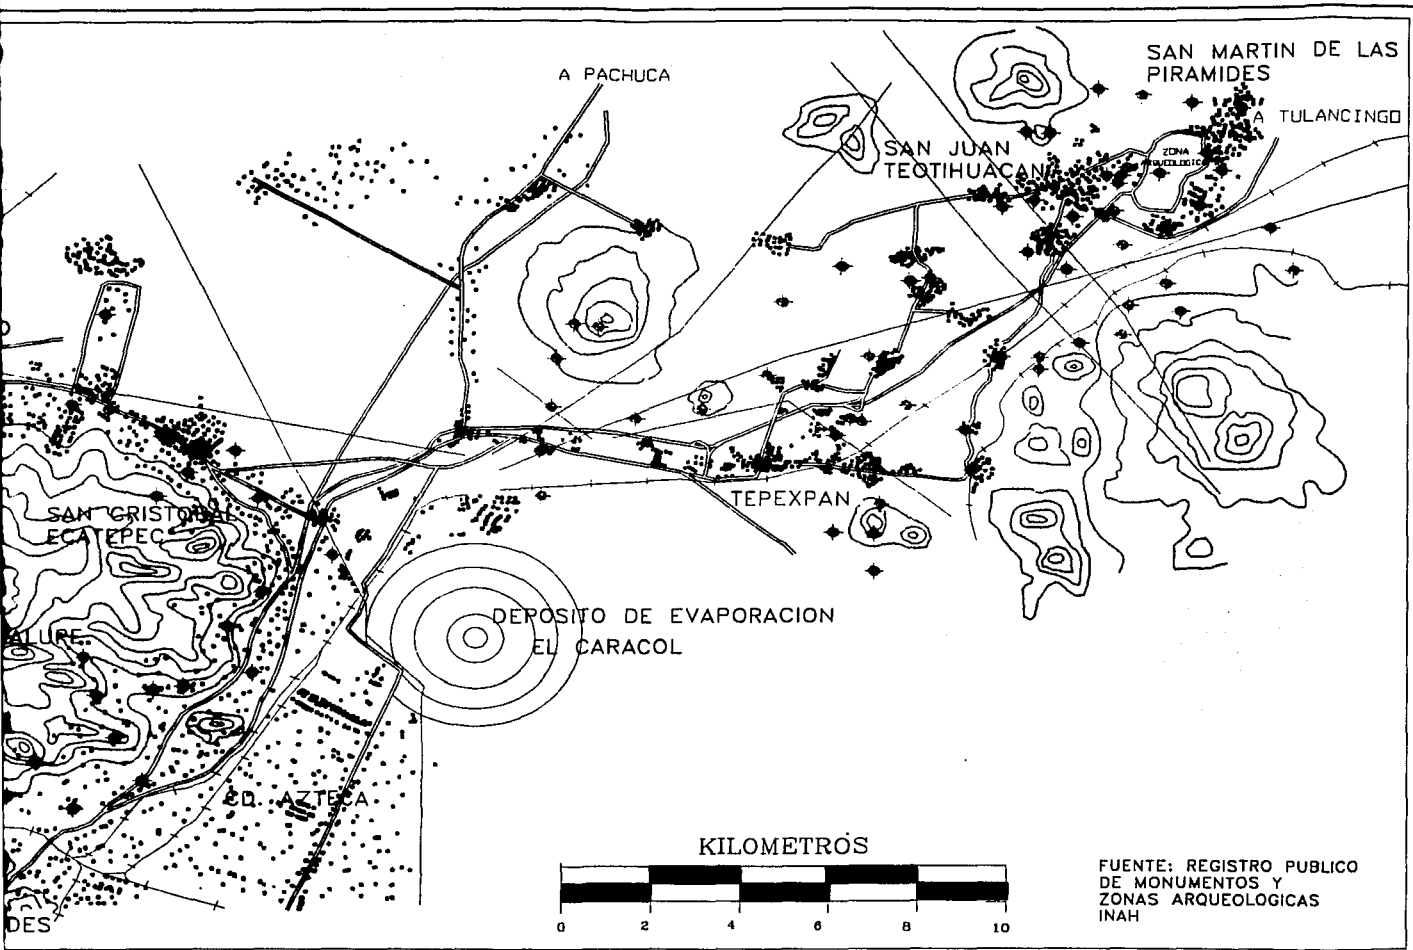 SAN MARTIN DE LAS
PIRAMIDES
A PACHUCA
A TULANCINGO
SAN JUAN
TEOTIHUACAN
ZONA
ARQUEOLOGICA
TEPEXPAN
SAN CRISTOBAL
ECATEPEC
DEPOSITO DE EVAPORACION
EL CARACOL
ALUPE
CD. AZTECA
KILOMETROS
0 2 4 6 8 10
FUENTE: REGISTRO PUBLICO
DE MONUMENTOS Y
ZONAS ARQUEOLOGICAS
INAH
DES